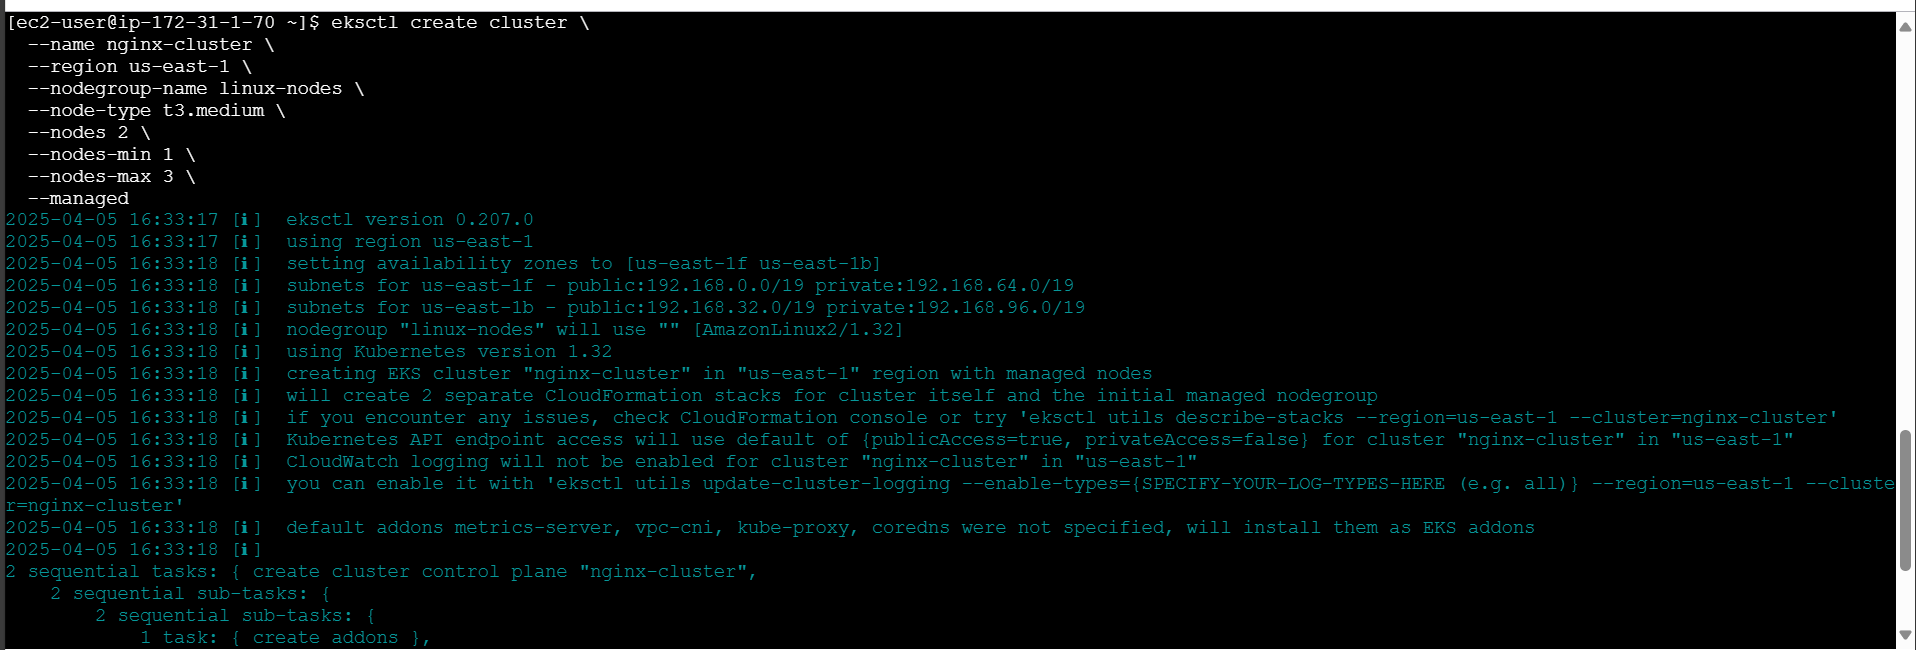 [ec2-user@ip-172-31-1-70 ~]$ eksctl create cluster \
  --name nginx-cluster \
  --region us-east-1 \
  --nodegroup-name linux-nodes \
  --node-type t3.medium \
  --nodes 2 \
  --nodes-min 1 \
  --nodes-max 3 \
  --managed
2025-04-05 16:33:17 [ℹ]  eksctl version 0.207.0
2025-04-05 16:33:17 [ℹ]  using region us-east-1
2025-04-05 16:33:18 [ℹ]  setting availability zones to [us-east-1f us-east-1b]
2025-04-05 16:33:18 [ℹ]  subnets for us-east-1f - public:192.168.0.0/19 private:192.168.64.0/19
2025-04-05 16:33:18 [ℹ]  subnets for us-east-1b - public:192.168.32.0/19 private:192.168.96.0/19
2025-04-05 16:33:18 [ℹ]  nodegroup "linux-nodes" will use "" [AmazonLinux2/1.32]
2025-04-05 16:33:18 [ℹ]  using Kubernetes version 1.32
2025-04-05 16:33:18 [ℹ]  creating EKS cluster "nginx-cluster" in "us-east-1" region with managed nodes
2025-04-05 16:33:18 [ℹ]  will create 2 separate CloudFormation stacks for cluster itself and the initial managed nodegroup
2025-04-05 16:33:18 [ℹ]  if you encounter any issues, check CloudFormation console or try 'eksctl utils describe-stacks --region=us-east-1 --cluster=nginx-cluster'
2025-04-05 16:33:18 [ℹ]  Kubernetes API endpoint access will use default of {publicAccess=true, privateAccess=false} for cluster "nginx-cluster" in "us-east-1"
2025-04-05 16:33:18 [ℹ]  CloudWatch logging will not be enabled for cluster "nginx-cluster" in "us-east-1"
2025-04-05 16:33:18 [ℹ]  you can enable it with 'eksctl utils update-cluster-logging --enable-types={SPECIFY-YOUR-LOG-TYPES-HERE (e.g. all)} --region=us-east-1 --cluste
r=nginx-cluster'
2025-04-05 16:33:18 [ℹ]  default addons metrics-server, vpc-cni, kube-proxy, coredns were not specified, will install them as EKS addons
2025-04-05 16:33:18 [ℹ]
2 sequential tasks: { create cluster control plane "nginx-cluster",
    2 sequential sub-tasks: {
        2 sequential sub-tasks: {
            1 task: { create addons },